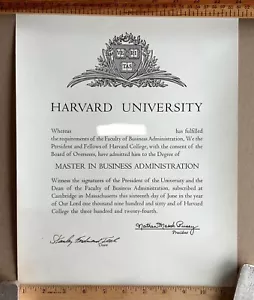 VE RI
TAS
HARVARD UNIVERSITY
Whereas has fulfilled
the requirements of the Faculty of Business Administration, We the
President and Fellows of Harvard College, with the consent of the
Board of Overseers, have admitted him to the Degree of
MASTER IN BUSINESS ADMINISTRATION
Witness the signatures of the President of the University and the
Dean of the Faculty of Business Administration, subscribed at
Cambridge in Massachusetts this sixteenth day of June in the year
of Our Lord one thousand nine hundred and sixty and of Harvard
College the three hundred and twenty-fourth.
Nathan Marsh Pusey
President
Dean